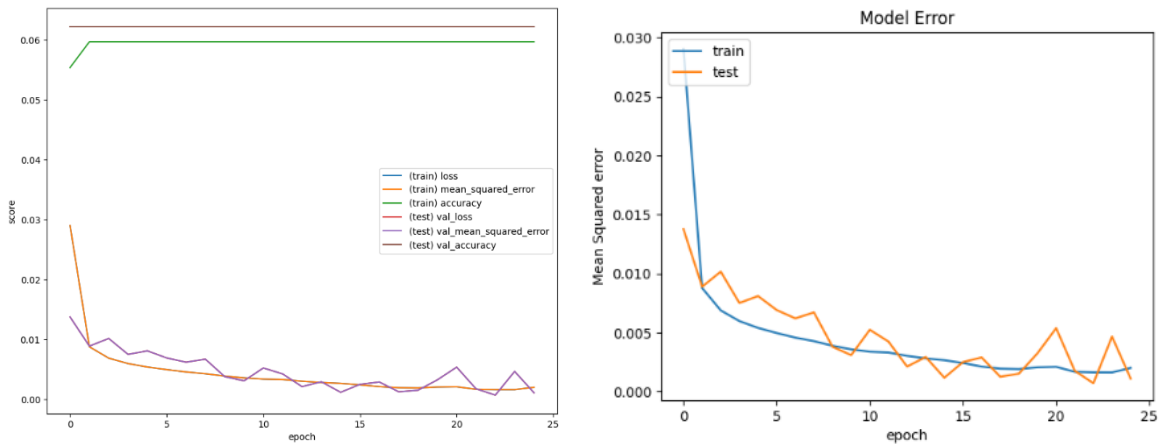 0.06
0.05
0.04
0.03
0.02
0.01
0.00
score
0
5
10
15
20
25
epoch
(train) loss
(train) mean_squared_error
(train) accuracy
(test) val_loss
(test) val_mean_squared_error
(test) val_accuracy
Model Error
0.030
0.025
0.020
0.015
0.010
0.005
0.000
Mean Squared error
train
test
0
5
10
15
20
25
epoch